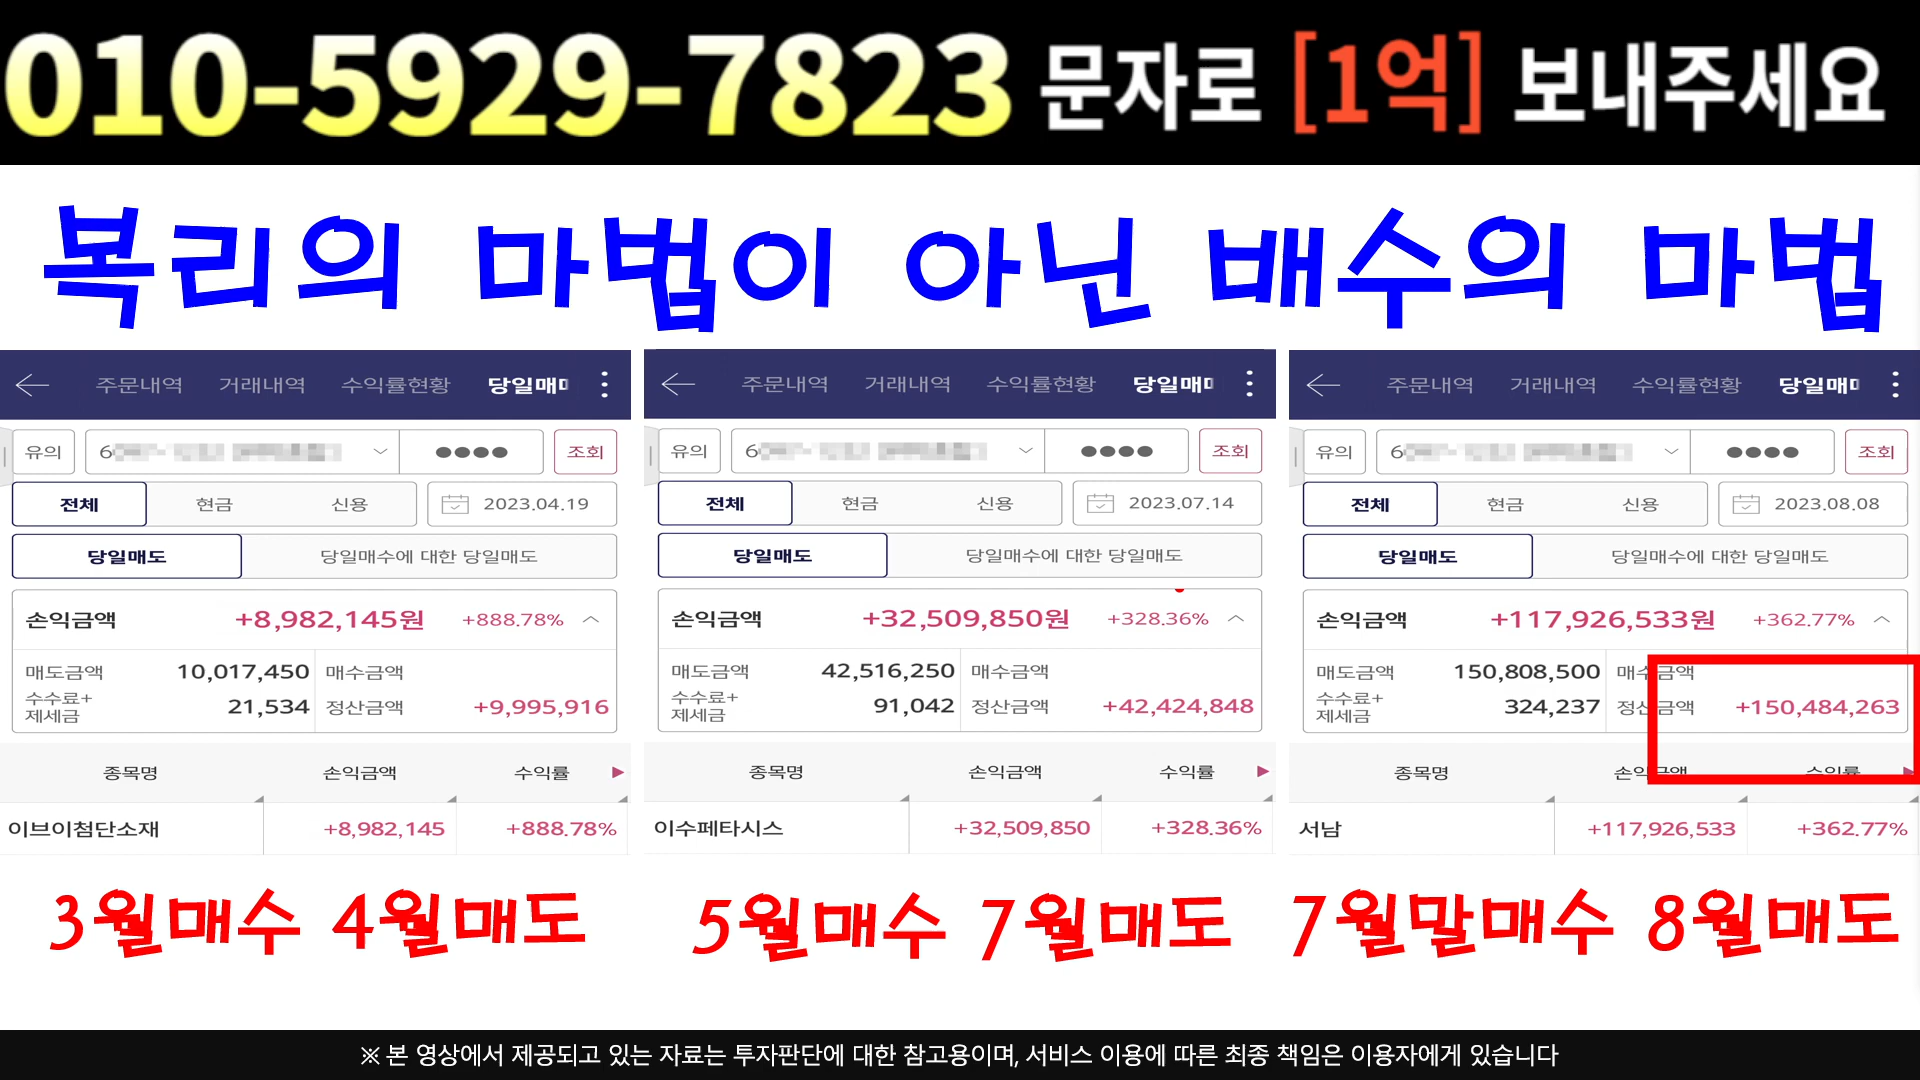 010-5929-7823 문자로 [1억] 보내주세요
복리의 마법이 아닌 배수의 마법
주문내역 거래내역 수익률현황 당일매매
유의 6 ●●●● 조회
전체 현금 신용 2023.04.19
당일매도 당일매수에 대한 당일매도
손익금액 +8,982,145원 +888.78%
매도금액 10,017,450 매수금액
수수료+
제세금 21,534 정산금액 +9,995,916
종목명 손익금액 수익률
이브이첨단소재 +8,982,145 +888.78%
3월매수 4월매도
주문내역 거래내역 수익률현황 당일매매
유의 6 ●●●● 조회
전체 현금 신용 2023.07.14
당일매도 당일매수에 대한 당일매도
손익금액 +32,509,850원 +328.36%
매도금액 42,516,250 매수금액
수수료+
제세금 91,042 정산금액 +42,424,848
종목명 손익금액 수익률
이수페타시스 +32,509,850 +328.36%
5월매수 7월매도
주문내역 거래내역 수익률현황 당일매매
유의 6 ●●●● 조회
전체 현금 신용 2023.08.08
당일매도 당일매수에 대한 당일매도
손익금액 +117,926,533원 +362.77%
매도금액 150,808,500 매수금액
수수료+
제세금 324,237 정산금액 +150,484,263
종목명 손익금액 수익률
서남 +117,926,533 +362.77%
7월말매수 8월매도
※ 본 영상에서 제공되고 있는 자료는 투자판단에 대한 참고용이며, 서비스 이용에 따른 최종 책임은 이용자에게 있습니다